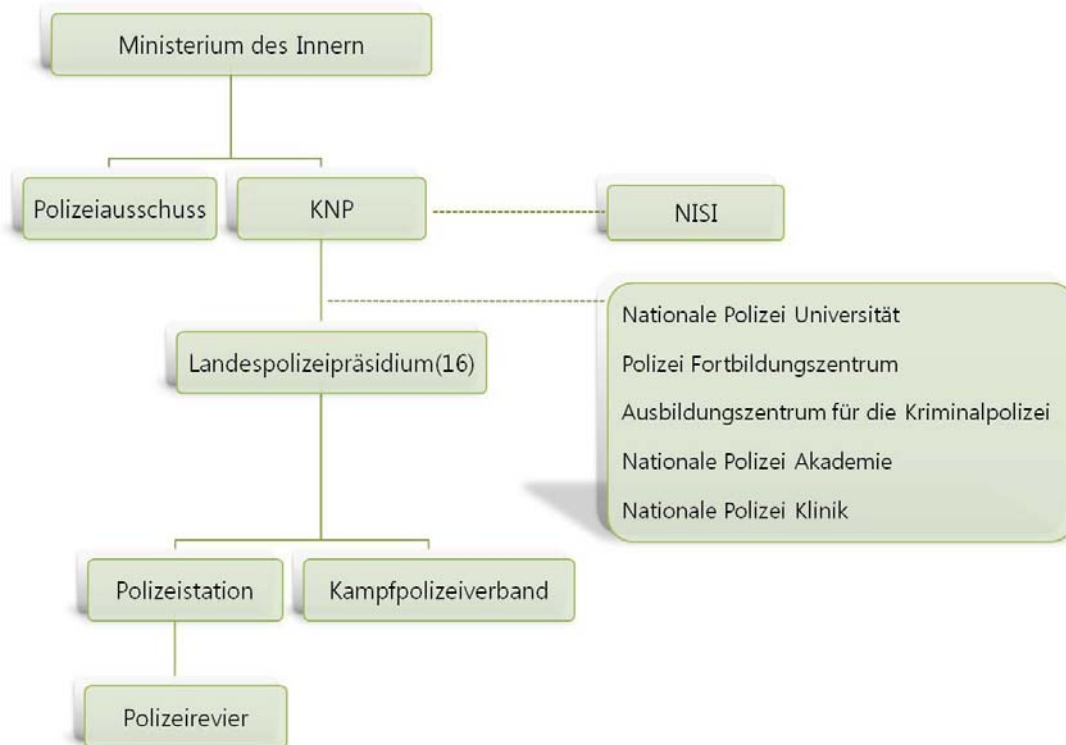 Ministerium des Innern
Polizeiausschuss
KNP
NISI
Nationale Polizei Universität
Polizei Fortbildungszentrum
Ausbildungszentrum für die Kriminalpolizei
Nationale Polizei Akademie
Nationale Polizei Klinik
Landespolizeipräsidium(16)
Polizeistation
Kampfpolizeiverband
Polizeirevier